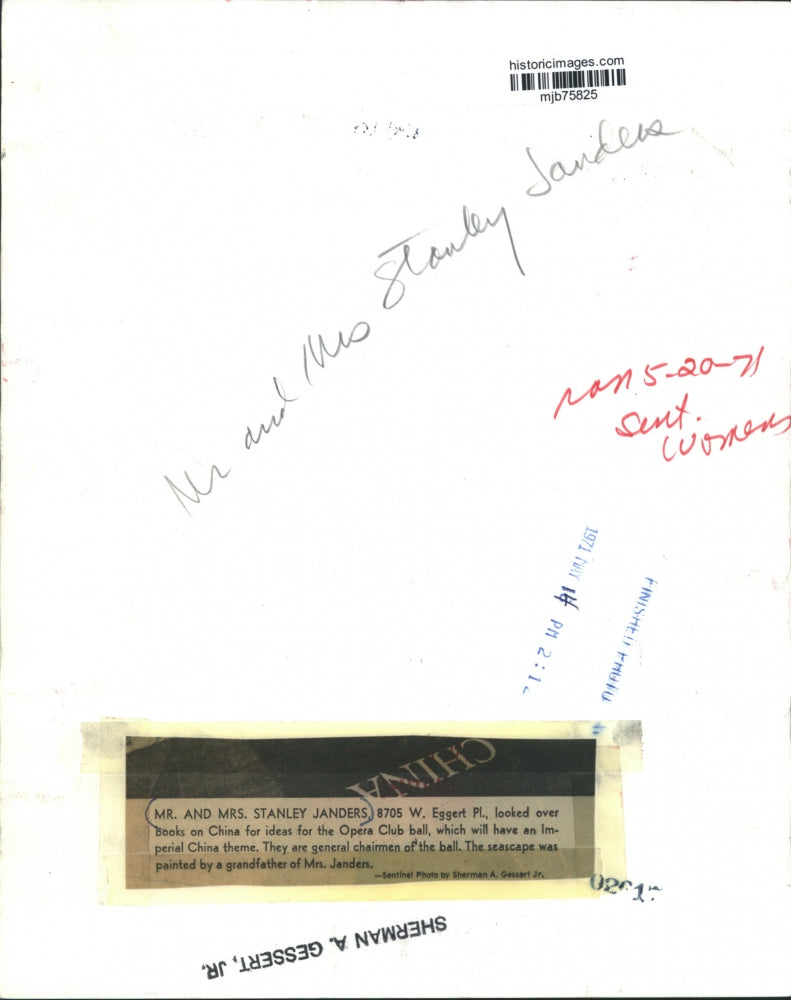 historicimages.com
mjb75825
Mr and Mrs Stanley Janders
ran 5-20-71
Sent.
Womens
1971 MAY 14 PM 2:12
FINISHED
CHINA
MR. AND MRS. STANLEY JANDERS, 8705 W. Eggert Pl., looked over
books on China for ideas for the Opera Club ball, which will have an Im-
perial China theme. They are general chairmen of the ball. The seascape was
painted by a grandfather of Mrs. Janders.
—Sentinel Photo by Sherman A. Gessert Jr.
SHERMAN A. GESSERT, JR.